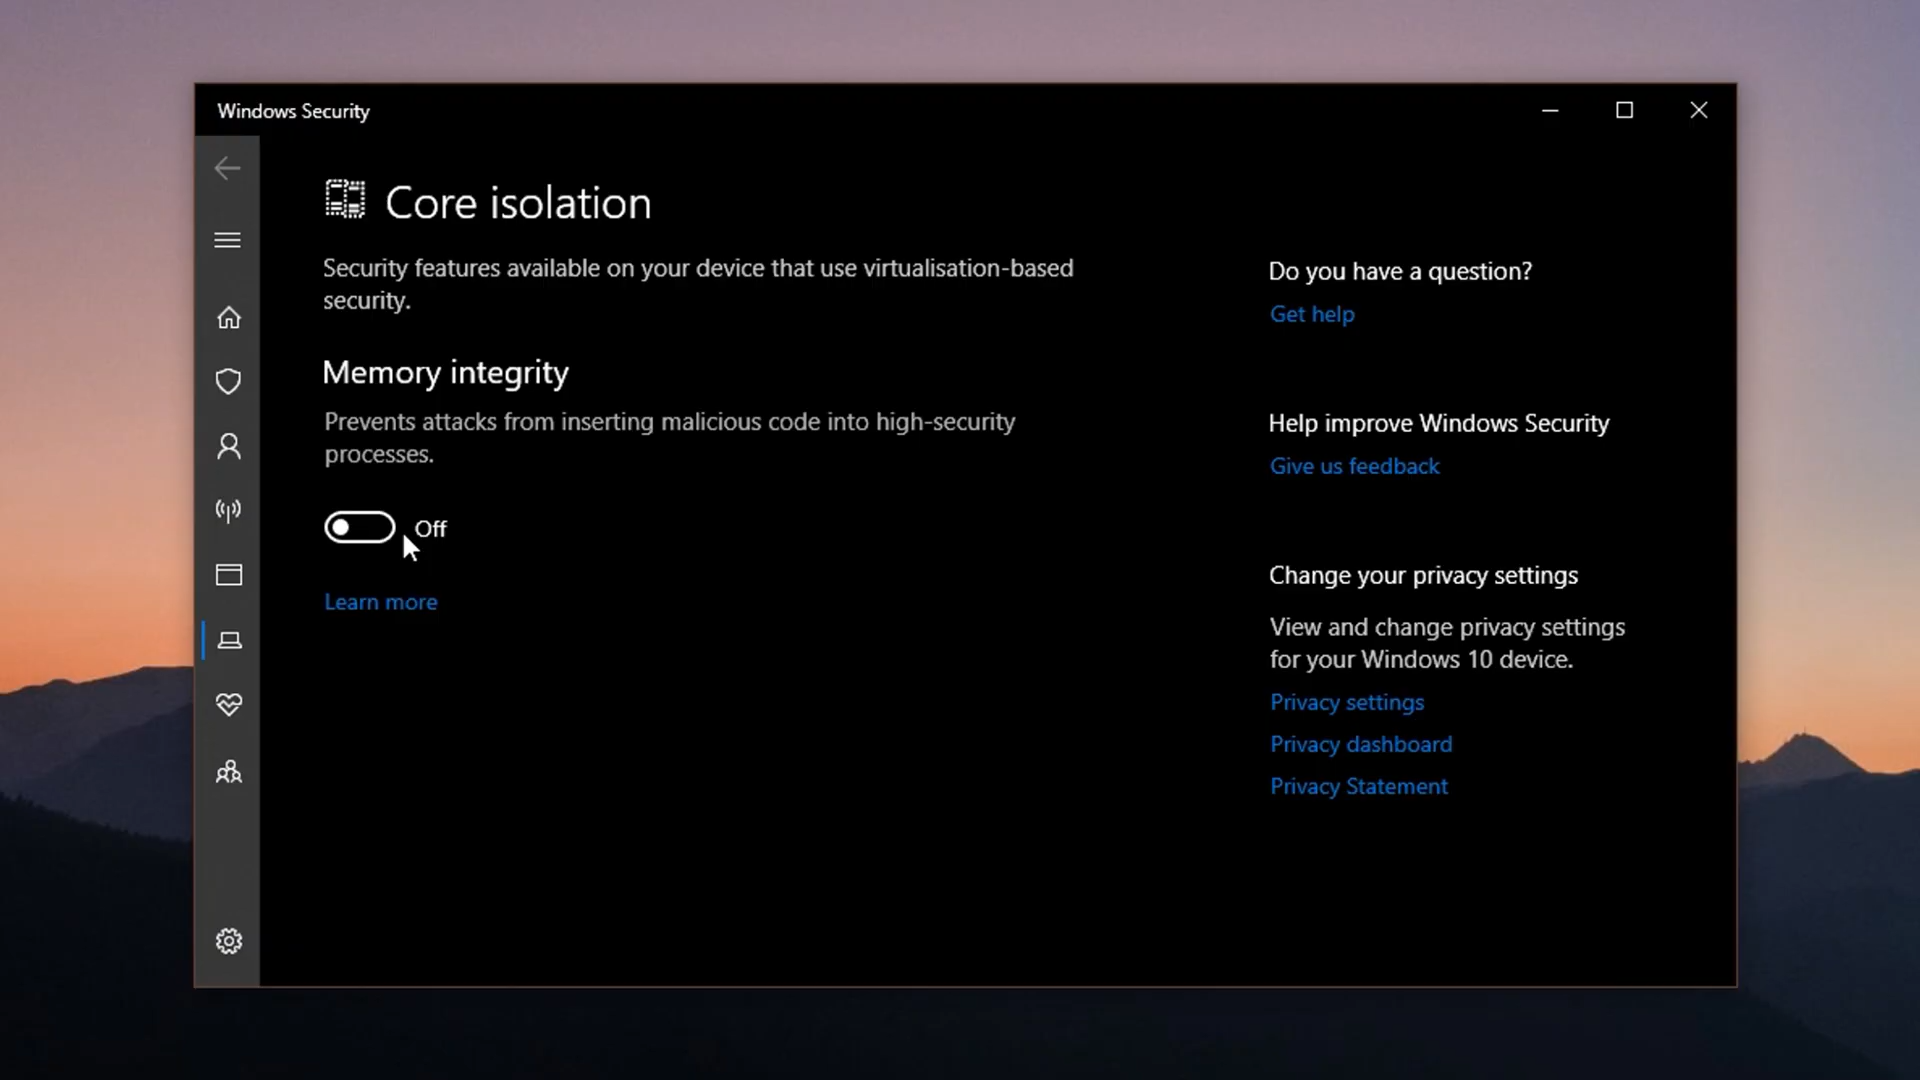 Windows Security
Core isolation
Security features available on your device that use virtualisation-based
security.
Memory integrity
Prevents attacks from inserting malicious code into high-security
processes.
Off
Learn more
Do you have a question?
Get help
Help improve Windows Security
Give us feedback
Change your privacy settings
View and change privacy settings
for your Windows 10 device.
Privacy settings
Privacy dashboard
Privacy Statement